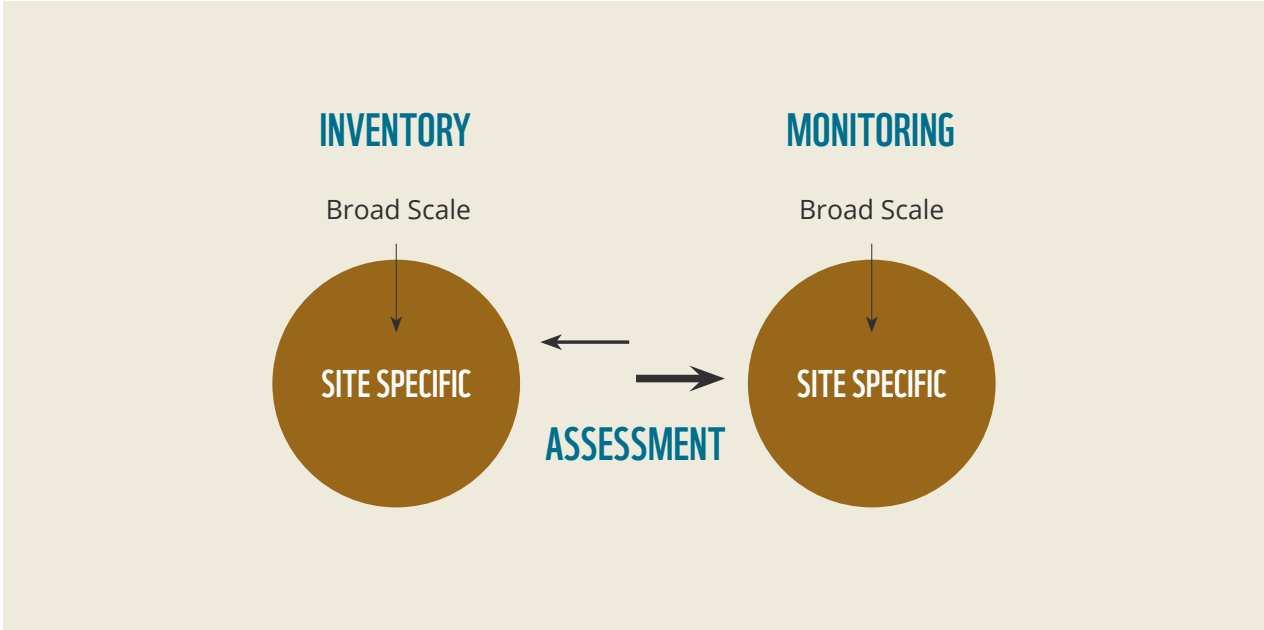 INVENTORY
Broad Scale
SITE SPECIFIC
MONITORING
Broad Scale
SITE SPECIFIC
ASSESSMENT